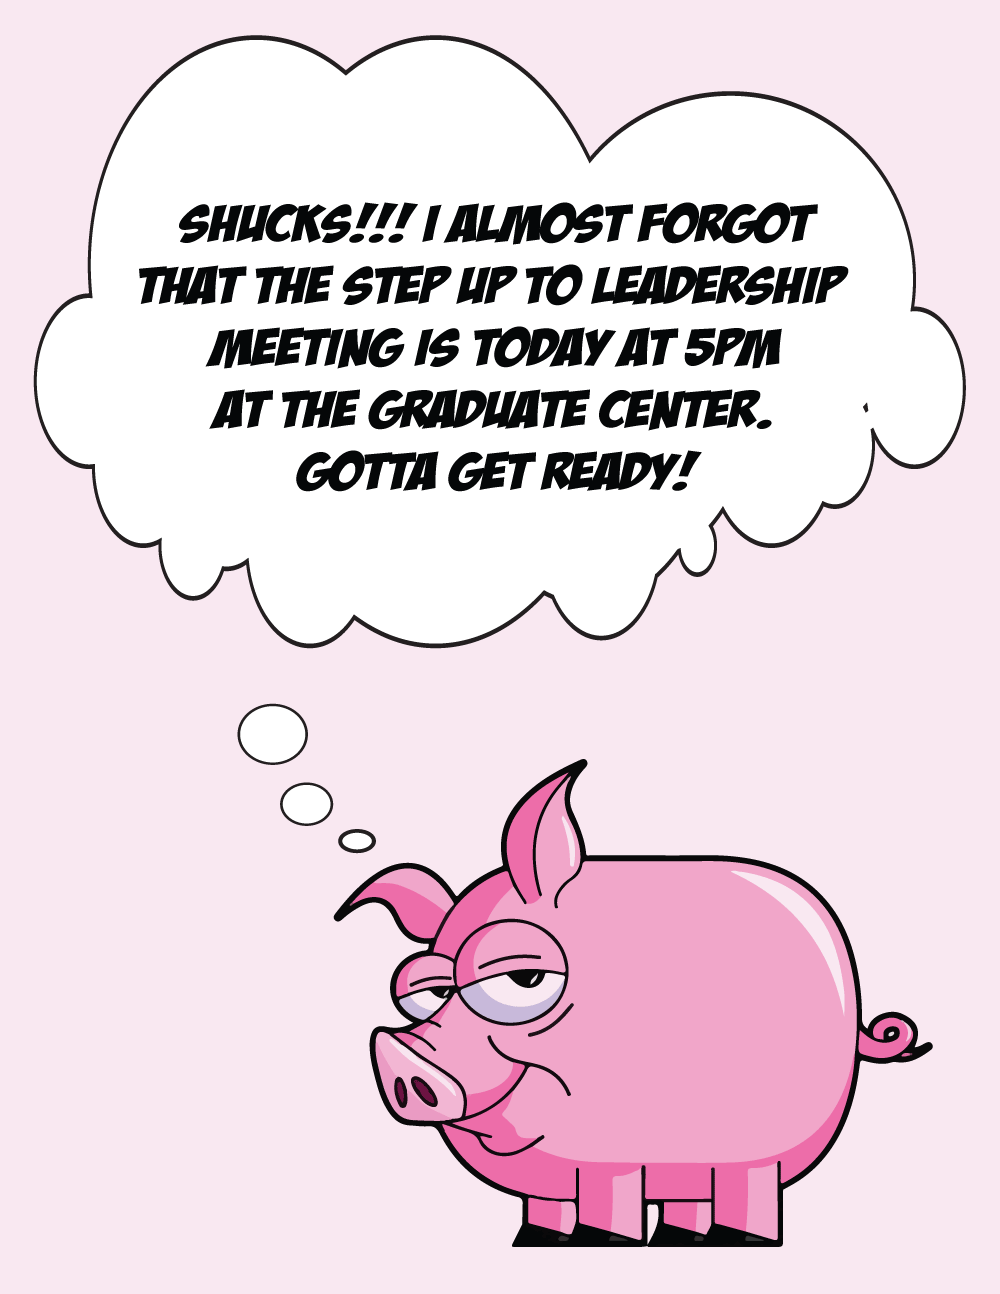 SHUCKS!!! I ALMOST FORGOT
THAT THE STEP UP TO LEADERSHIP
MEETING IS TODAY AT 5PM
AT THE GRADUATE CENTER.
GOTTA GET READY!